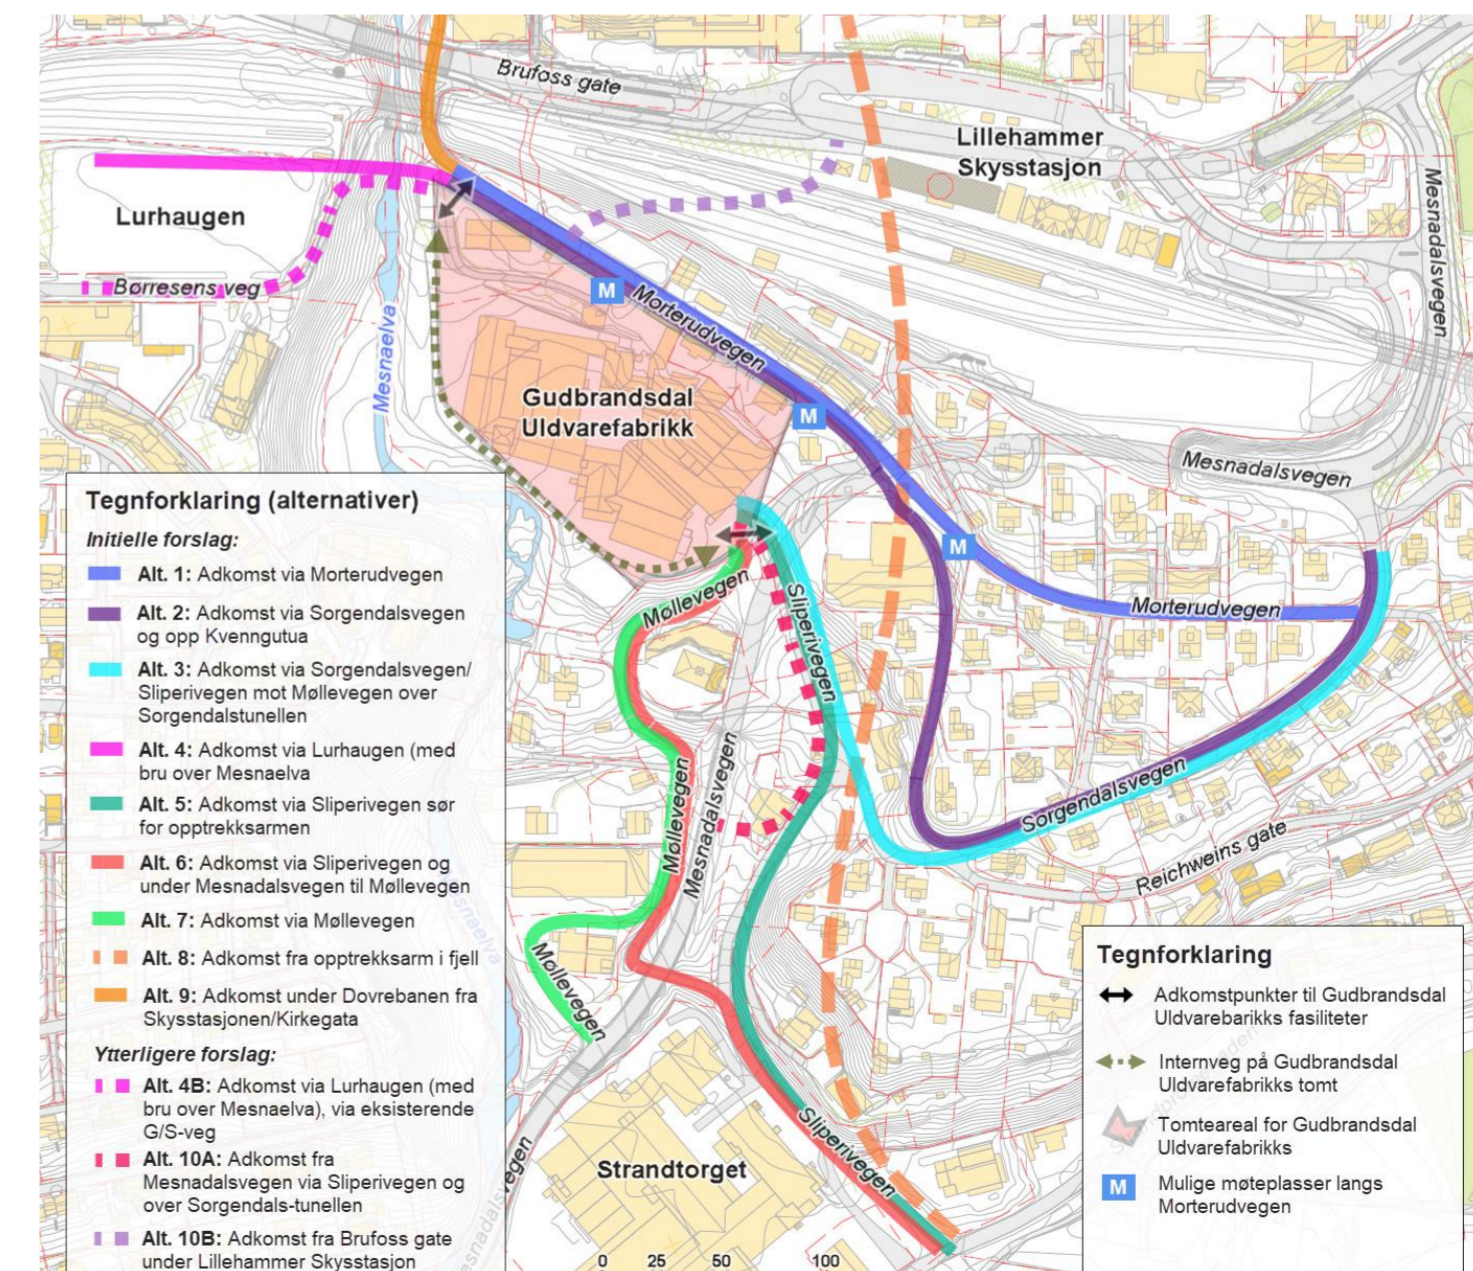 Brufoss gate
Lillehammer
Skysstasjon
Mesnadalsvegen
Lurhaugen
Børresens veg
Mesnaelva
M
Morterudvegen
Gudbrandsdal
Uldvarefabrikk
M
Mesnadalsvegen
M
Morterudvegen
Møllevegen
Sliperivegen
Møllevegen
Mesnadalsvegen
Sorgendalsvegen
Reichweins gate
Møllevegen
Sliperivegen
Strandtorget
0 25 50 100
Tegnforklaring (alternativer)
Initielle forslag:
Alt. 1: Adkomst via Morterudvegen
Alt. 2: Adkomst via Sorgendalsvegen
og opp Kvenngutua
Alt. 3: Adkomst via Sorgendalsvegen/
Sliperivegen mot Møllevegen over
Sorgendalstunellen
Alt. 4: Adkomst via Lurhaugen (med
bru over Mesnaelva
Alt. 5: Adkomst via Sliperivegen sør
for opptrekksarmen
Alt. 6: Adkomst via Sliperivegen og
under Mesnadalsvegen til Møllevegen
Alt. 7: Adkomst via Møllevegen
Alt. 8: Adkomst fra opptrekksarm i fjell
Alt. 9: Adkomst under Dovrebanen fra
Skysstasjonen/Kirkegata
Ytterligere forslag:
Alt. 4B: Adkomst via Lurhaugen (med
bru over Mesnaelva), via eksisterende
G/S-veg
Alt. 10A: Adkomst fra
Mesnadalsvegen via Sliperivegen og
over Sorgendals-tunellen
Alt. 10B: Adkomst fra Brufoss gate
under Lillehammer Skysstasjon
Tegnforklaring
Adkomstpunkter til Gudbrandsdal
Uldvarebarikks fasiliteter
Internveg på Gudbrandsdal
Uldvarefabrikks tomt
Tomteareal for Gudbrandsdal
Uldvarefabrikks
M Mulige møteplasser langs
Morterudvegen